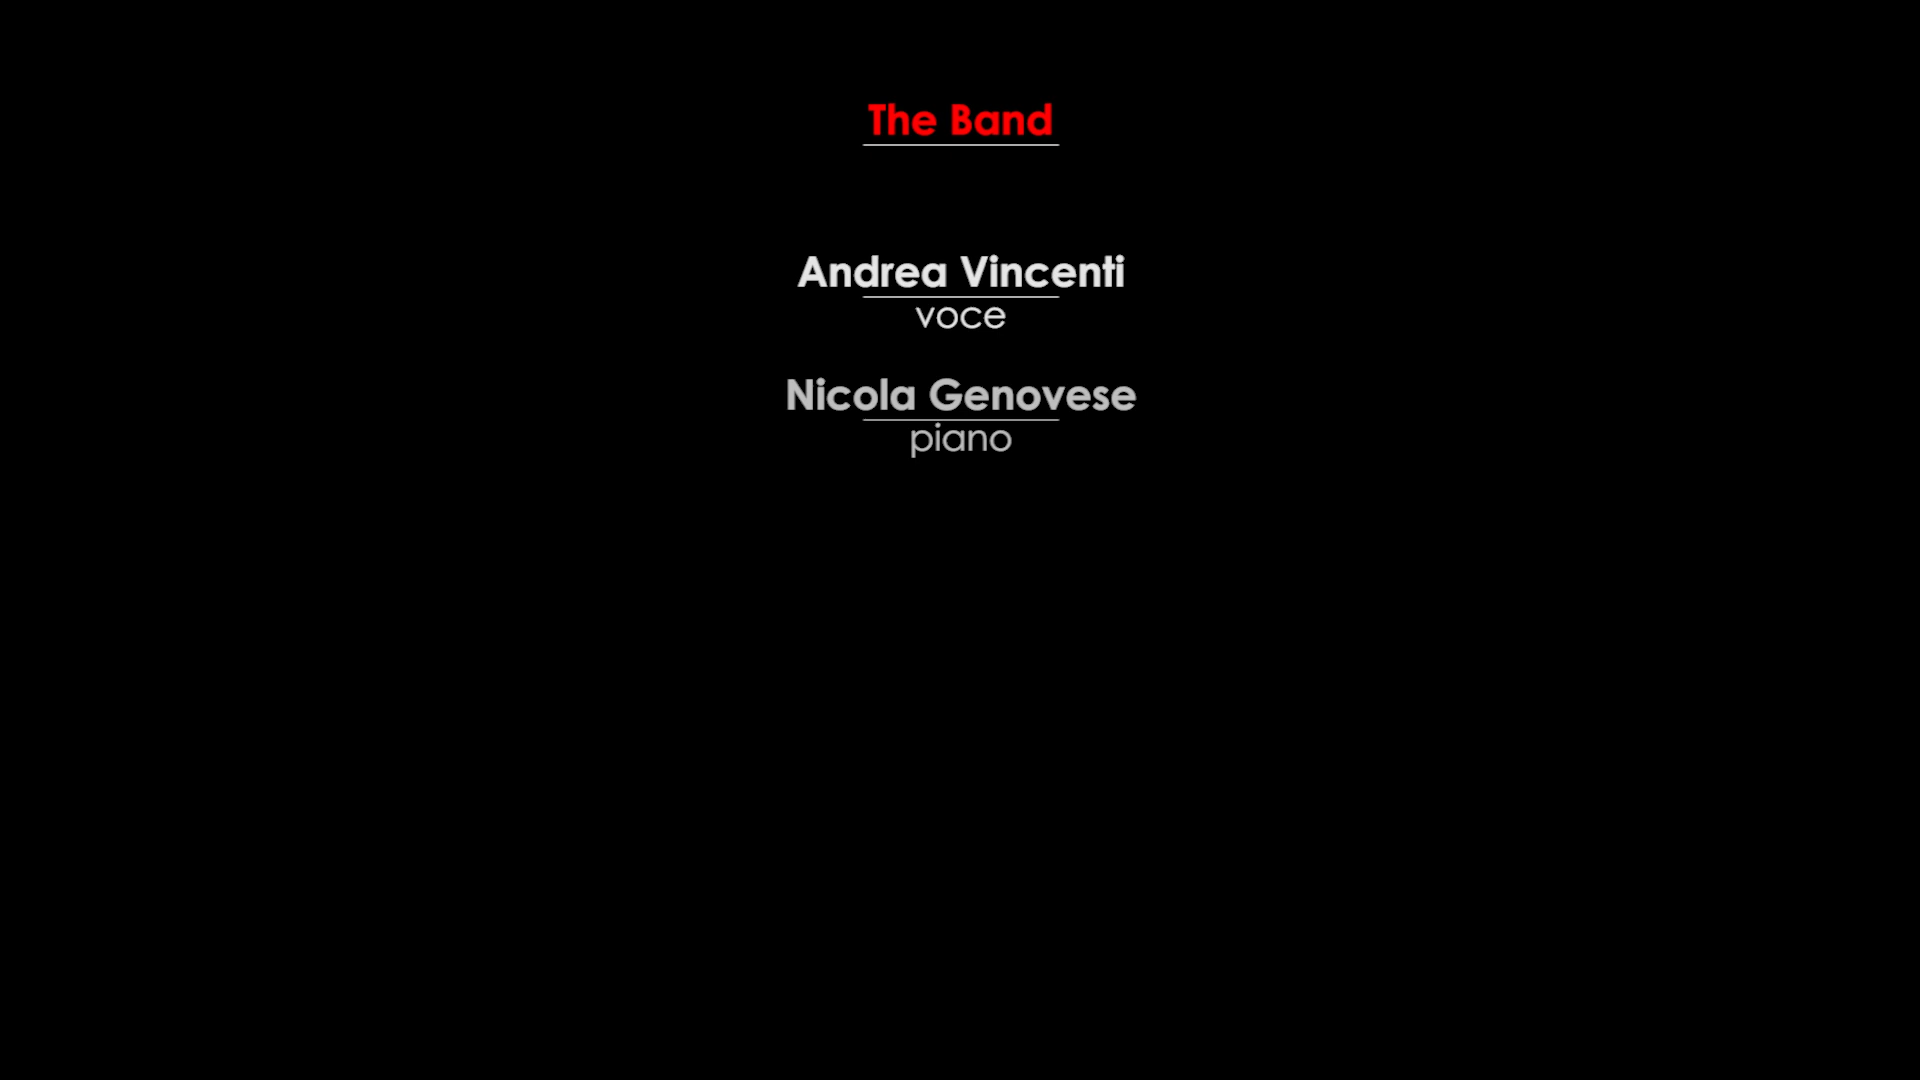 The Band
Andrea Vincenti
voce
Nicola Genovese
piano